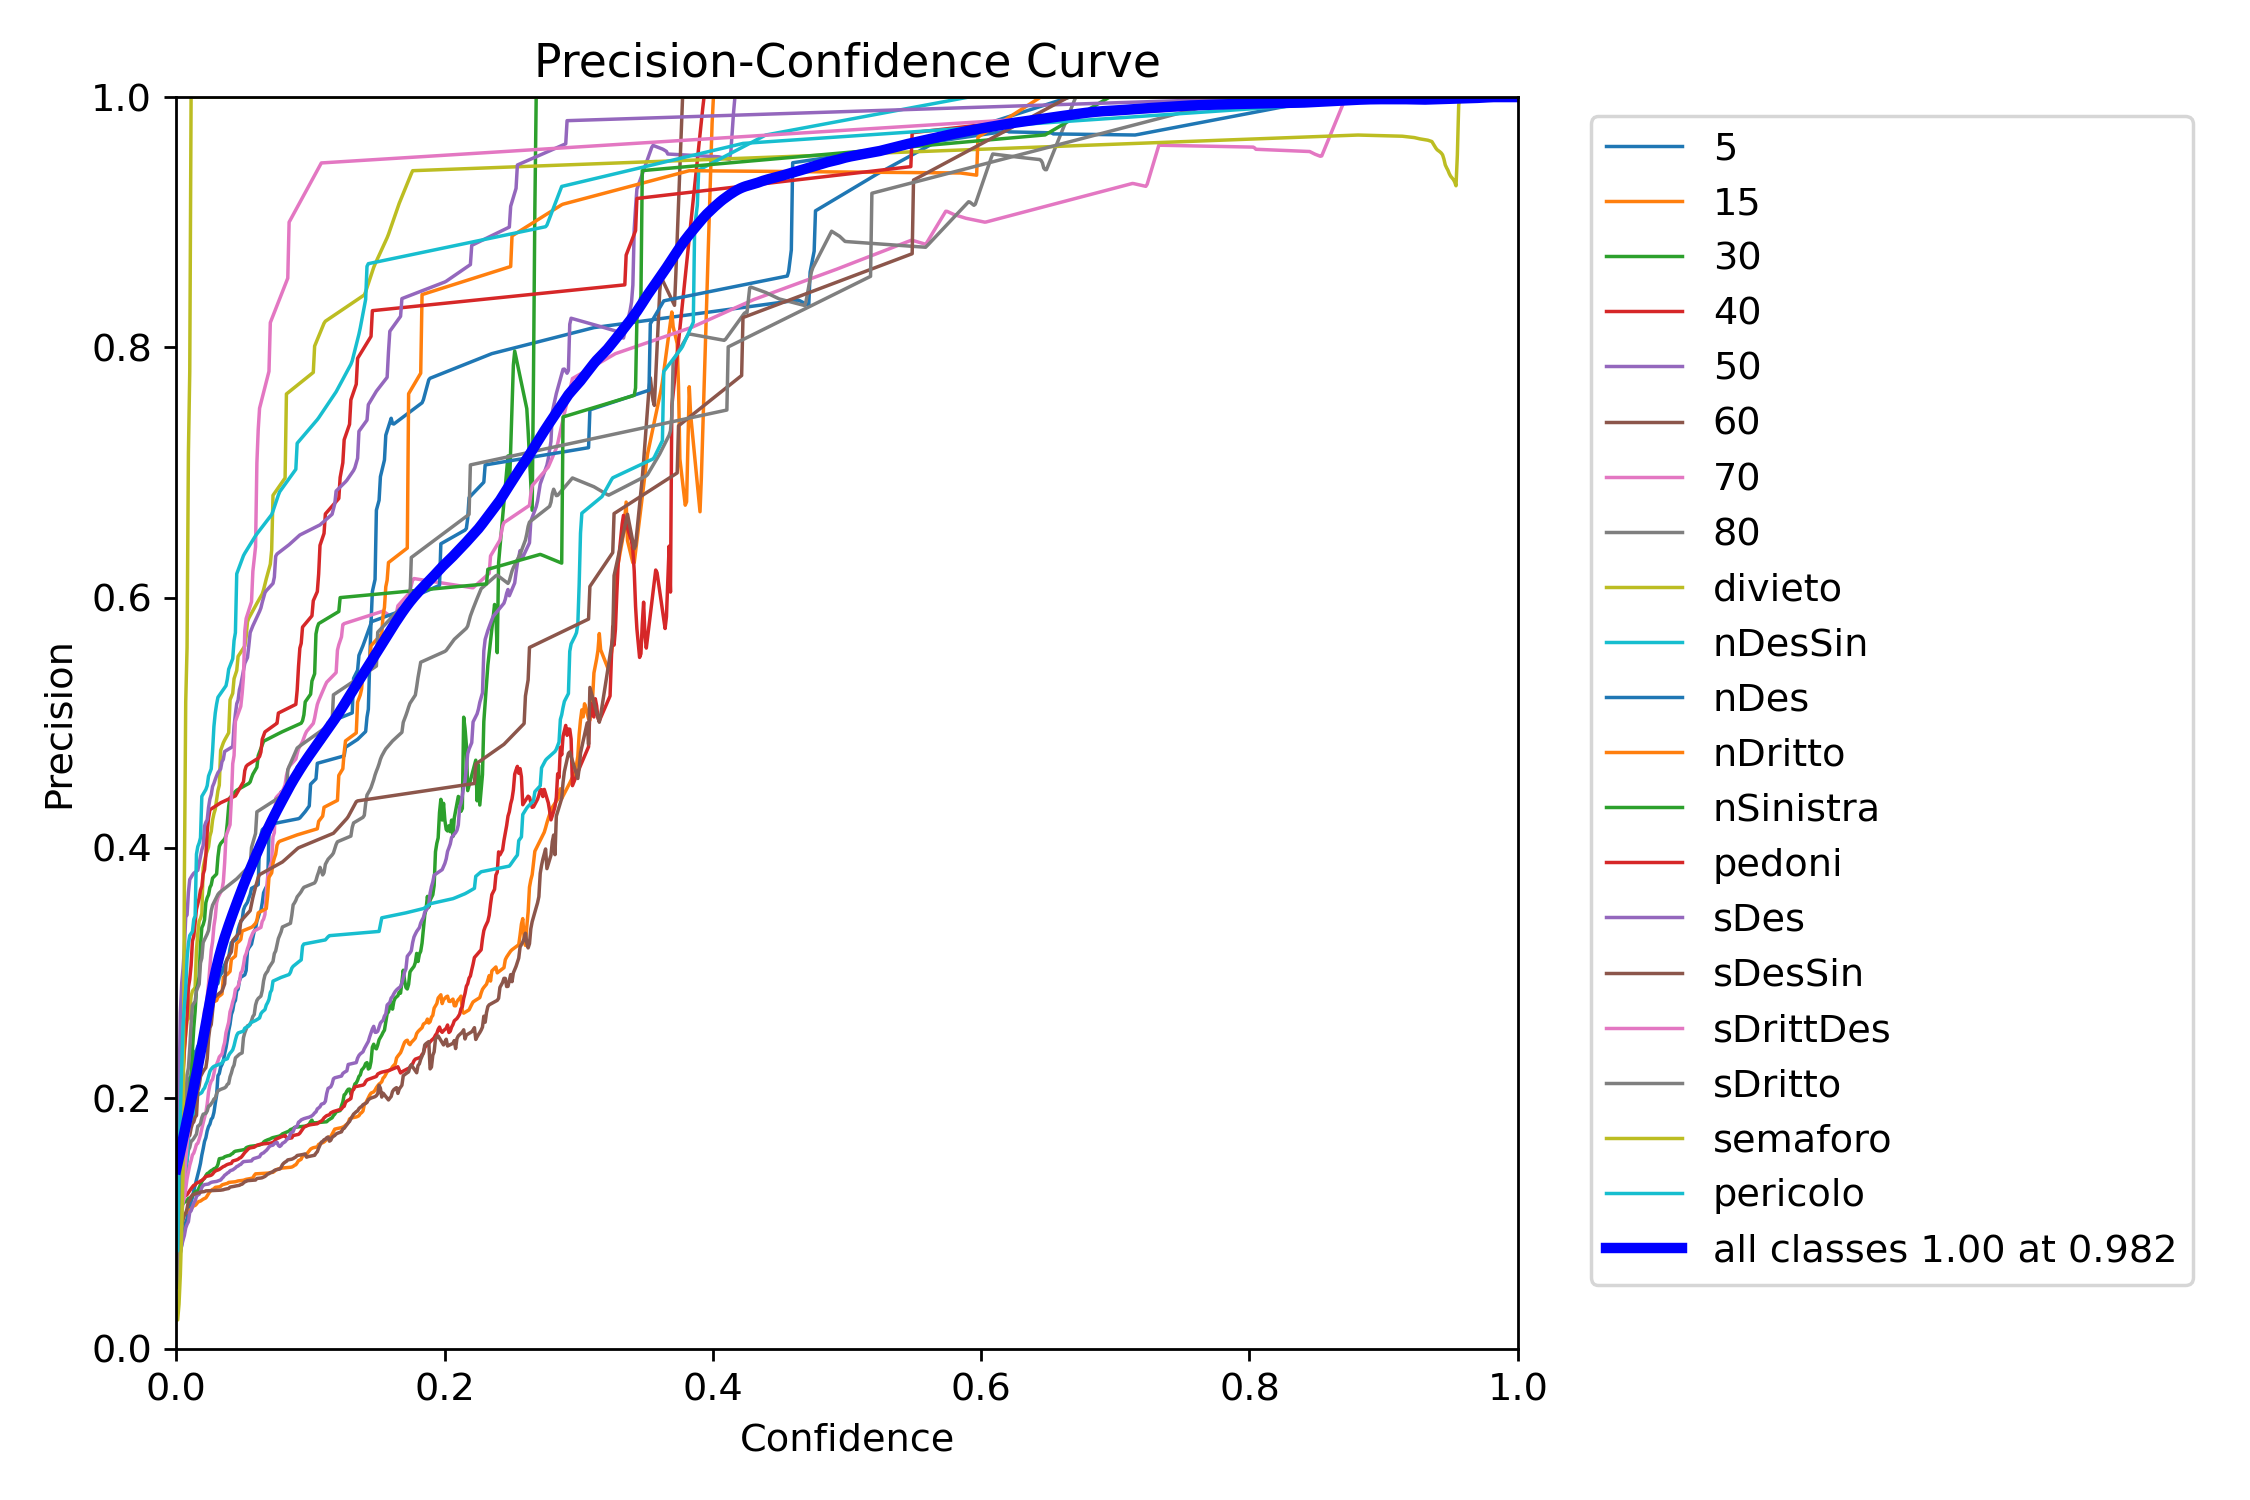 Precision-Confidence Curve
1.0
0.8
0.6
0.4
0.2
0.0
Precision
0.0 0.2 0.4 0.6 0.8 1.0
Confidence
5
15
30
40
50
60
70
80
divieto
nDesSin
nDes
nDritto
nSinistra
pedoni
sDes
sDesSin
sDrittDes
sDritto
semaforo
pericolo
all classes 1.00 at 0.982